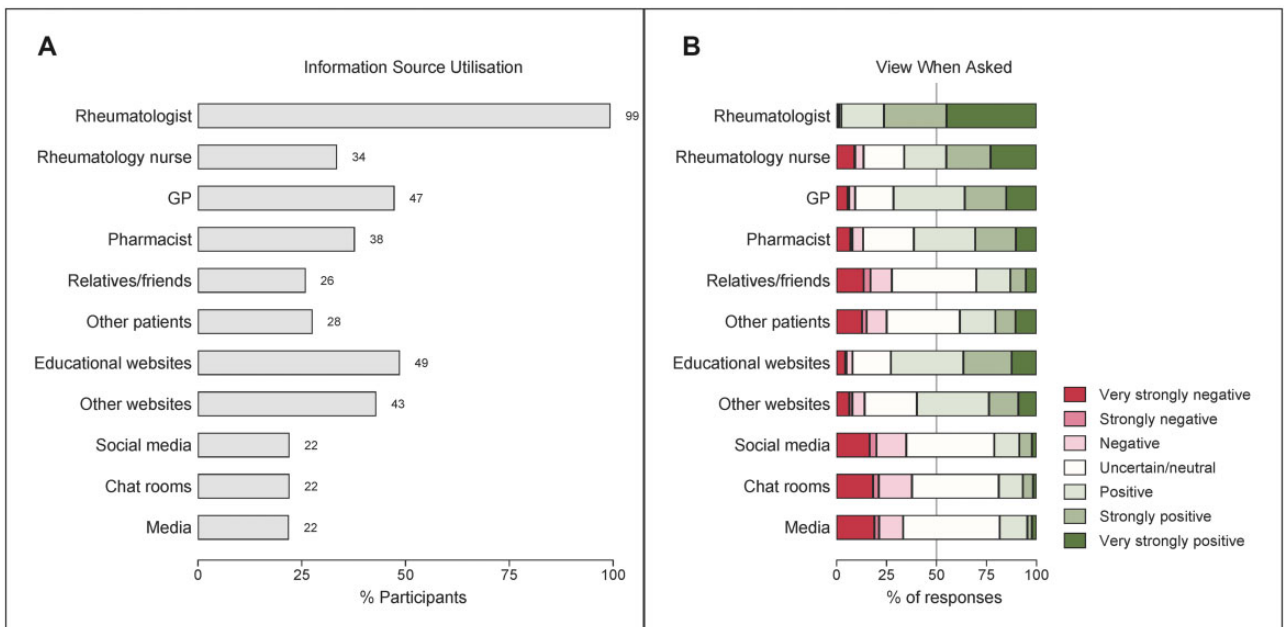 A
Information Source Utilisation
Rheumatologist
99
Rheumatology nurse
34
GP
47
Pharmacist
38
Relatives/friends
26
Other patients
28
Educational websites
49
Other websites
43
Social media
22
Chat rooms
22
Media
22
0 25 50 75 100
% Participants
B
View When Asked
Rheumatologist
Rheumatology nurse
GP
Pharmacist
Relatives/friends
Other patients
Educational websites
Other websites
Social media
Chat rooms
Media
0 25 50 75 100
% of responses
Very strongly negative
Strongly negative
Negative
Uncertain/neutral
Positive
Strongly positive
Very strongly positive